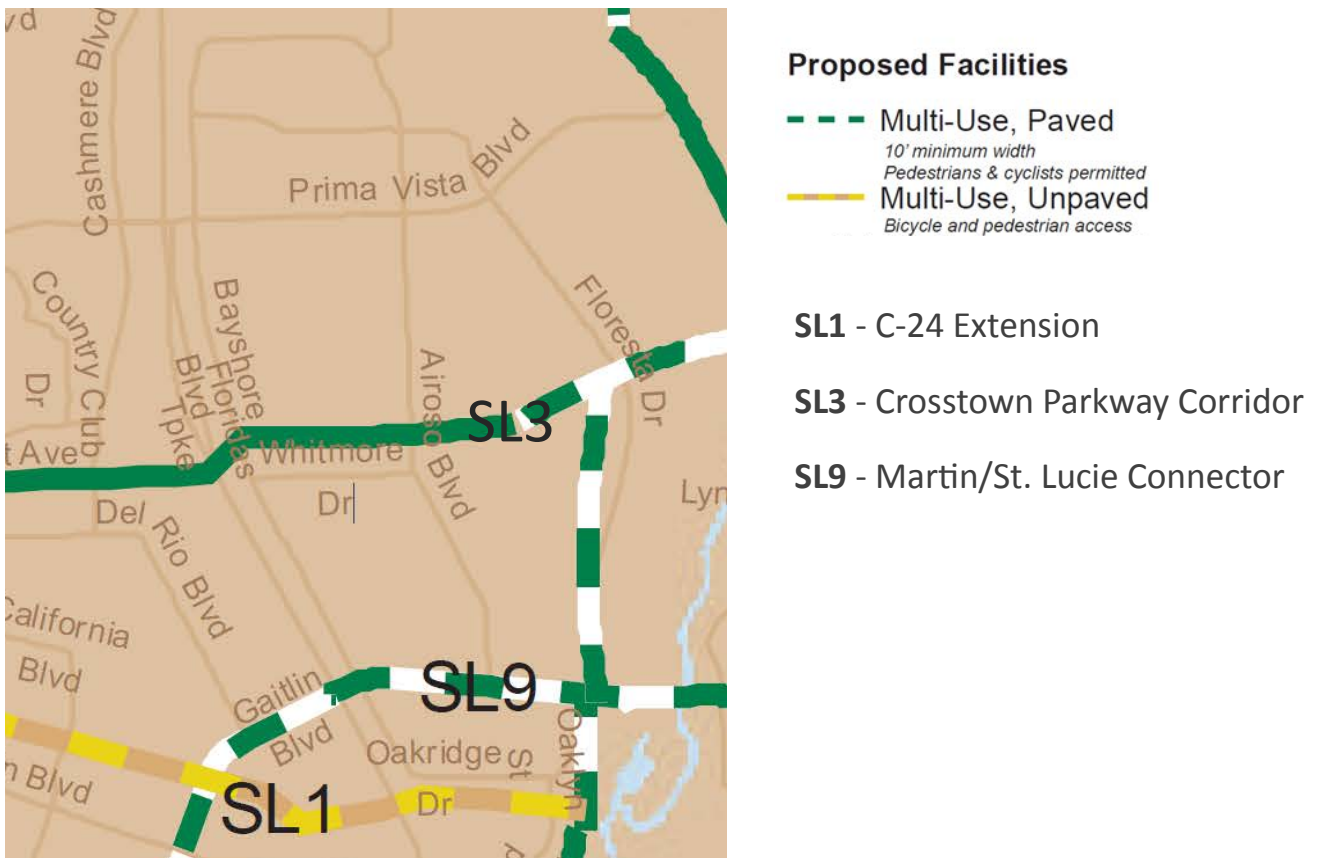 vd
Cashmere Blvd
Prima Vista Blvd
Country Club
Dr
Bayshore
Blvd
Floridas
Tpke
Airoso Blvd
Floresta
Dr
SL3
t Ave
Whitmore
Dr
Del
Rio Blvd
Lyn
California
Blvd
Gaitlin
Blvd
SL9
Oakridge
St
Oaklyn
n Blvd
SL1
Dr
Proposed Facilities
Multi-Use, Paved
10' minimum width
Pedestrians & cyclists permitted
Multi-Use, Unpaved
Bicycle and pedestrian access
SL1 - C-24 Extension
SL3 - Crosstown Parkway Corridor
SL9 - Martin/St. Lucie Connector